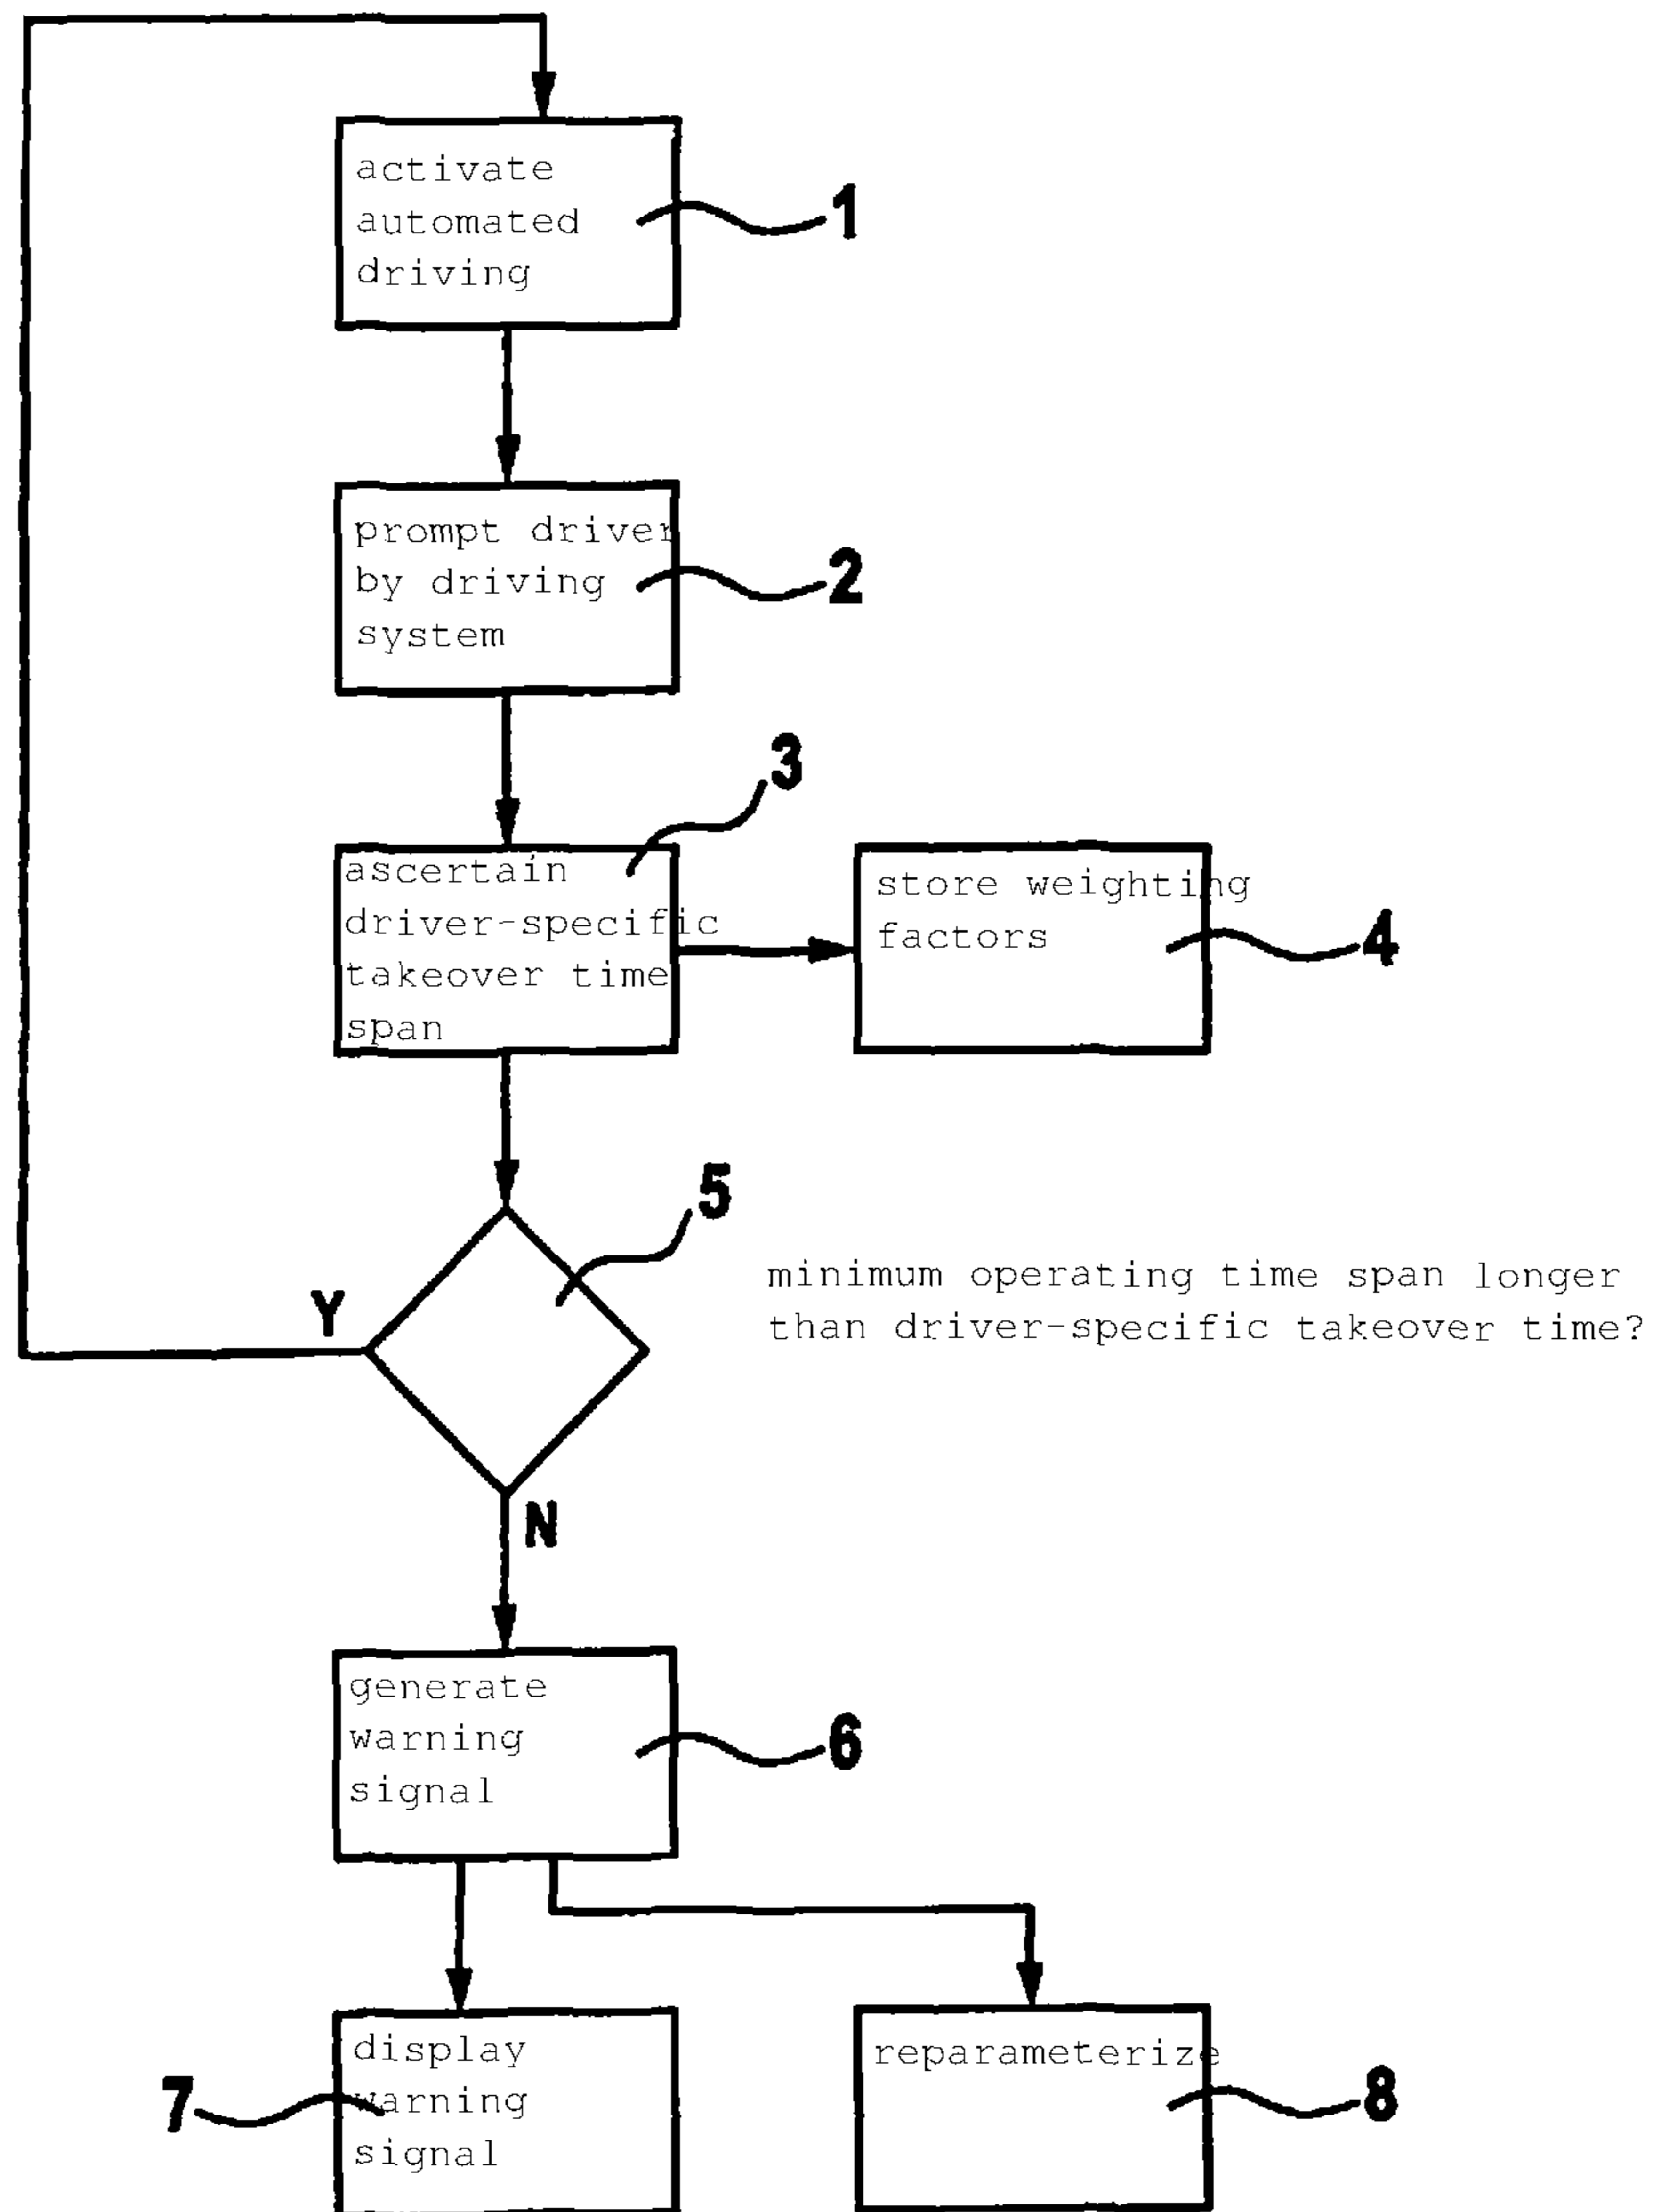 activate
automated
driving
1
prompt driver
by driving
system
2
3
ascertain
driver-specific
takeover time
span
store weighting
factors
4
5
Y
minimum operating time span longer
than driver-specific takeover time?
N
generate
warning
signal
6
display
warning
signal
7
reparameterize
8